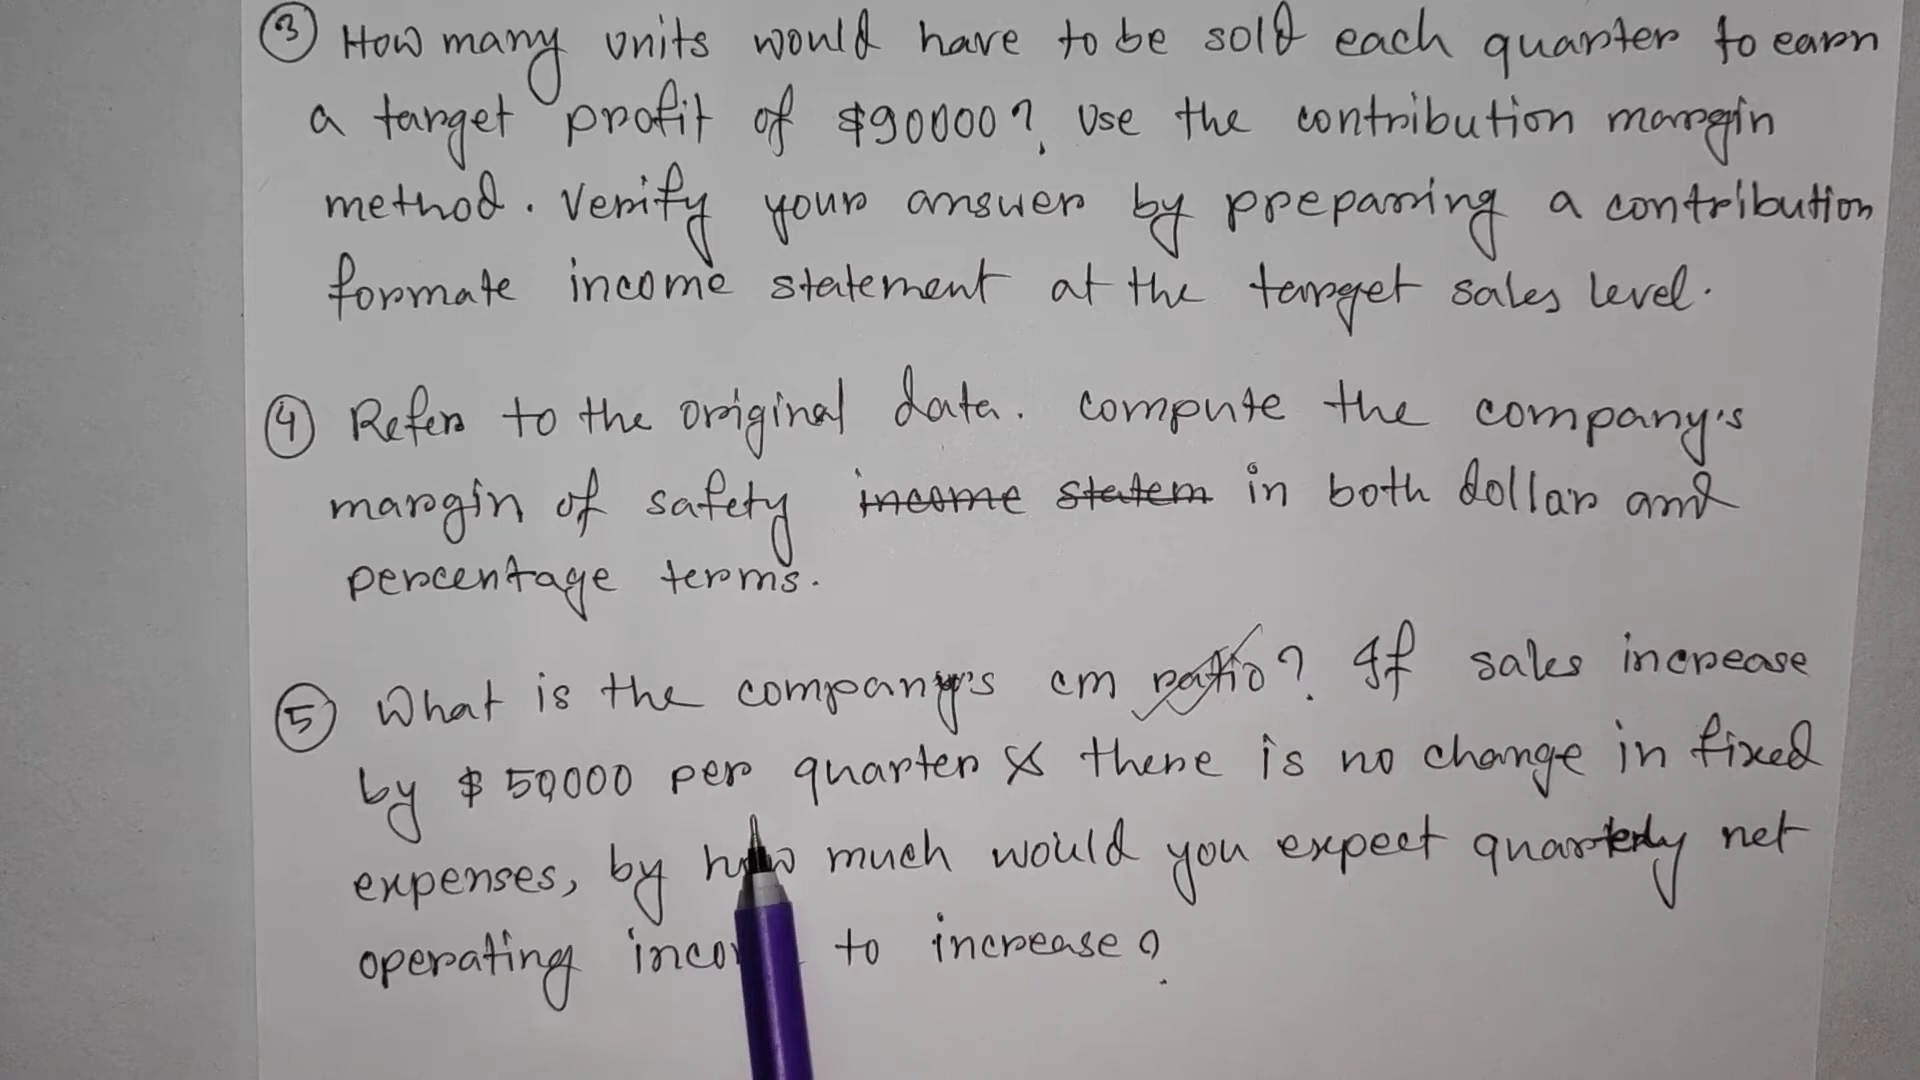 ③ How many units would have to be sold each quarter to earn
a target profit of $90000? Use the contribution margin
method. Verify your answer by preparing a contribution
formate income statement at the target sales level.
④ Refer to the original data. compute the company's
margin of safety income statem in both dollar and
percentage terms.
⑤ What is the company's cm ratio? If sales increase
by $50,000 per quarter & there is no change in fixed
expenses, by how much would you expect quarterly net
operating to increase?